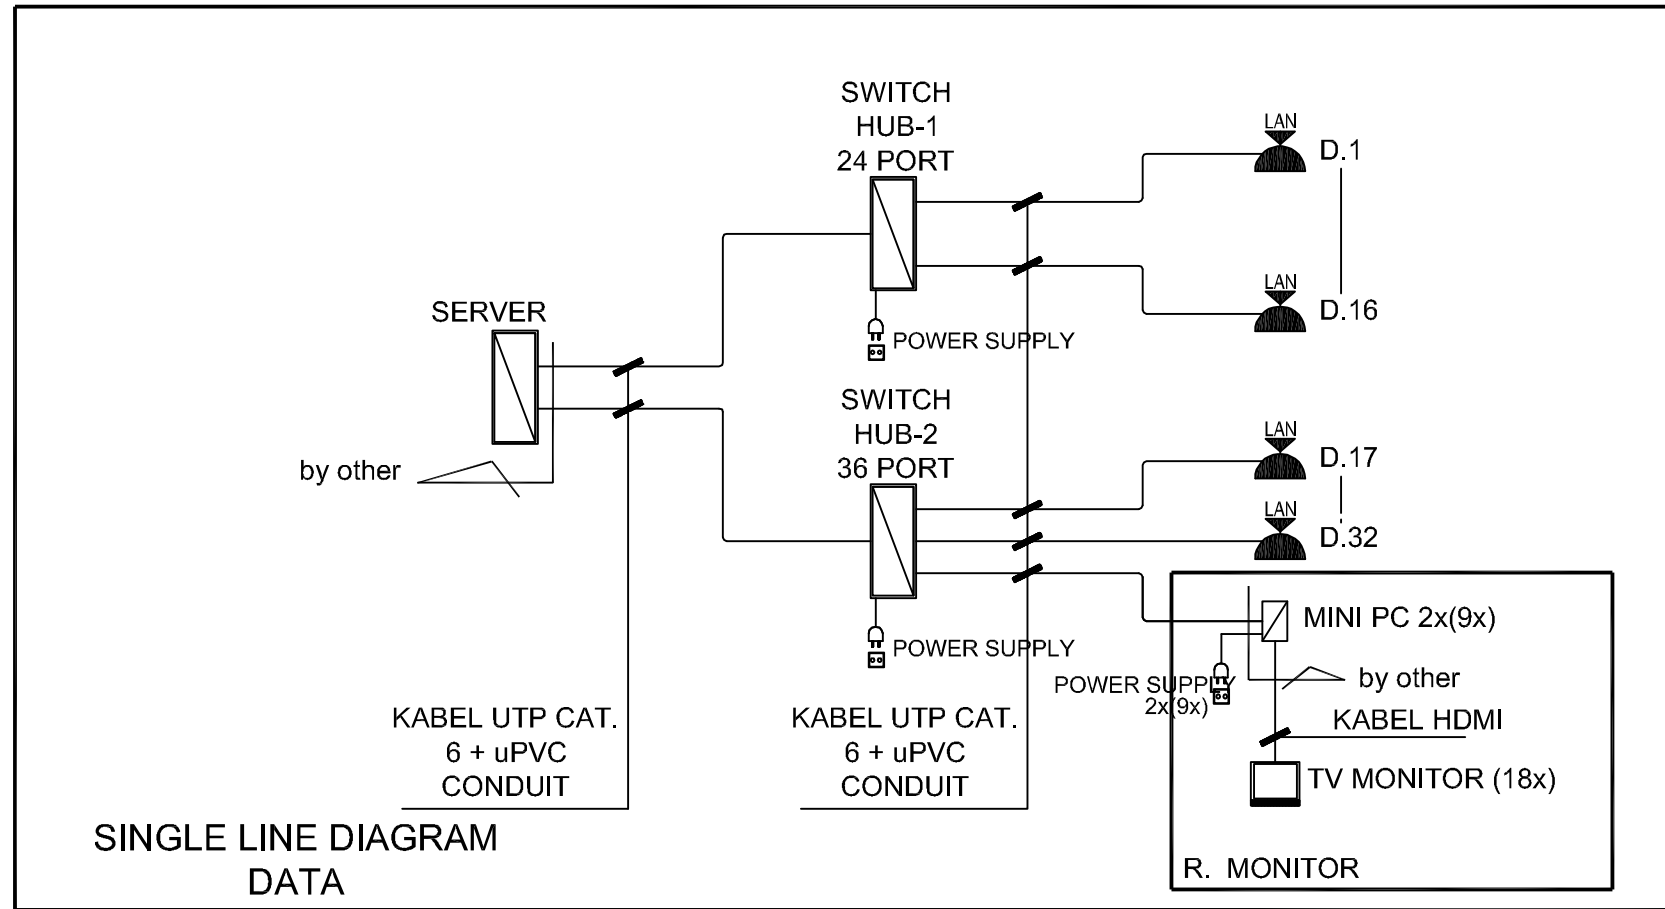 SWITCH
HUB-1
24 PORT
LAN
D.1
LAN
D.16
POWER SUPPLY
SERVER
by other
SWITCH
HUB-2
36 PORT
LAN
D.17
LAN
D.32
POWER SUPPLY
MINI PC 2x(9x)
POWER SUPPLY
2x(9x)
by other
KABEL HDMI
TV MONITOR (18x)
R. MONITOR
KABEL UTP CAT.
6 + uPVC
CONDUIT
KABEL UTP CAT.
6 + uPVC
CONDUIT
SINGLE LINE DIAGRAM
DATA